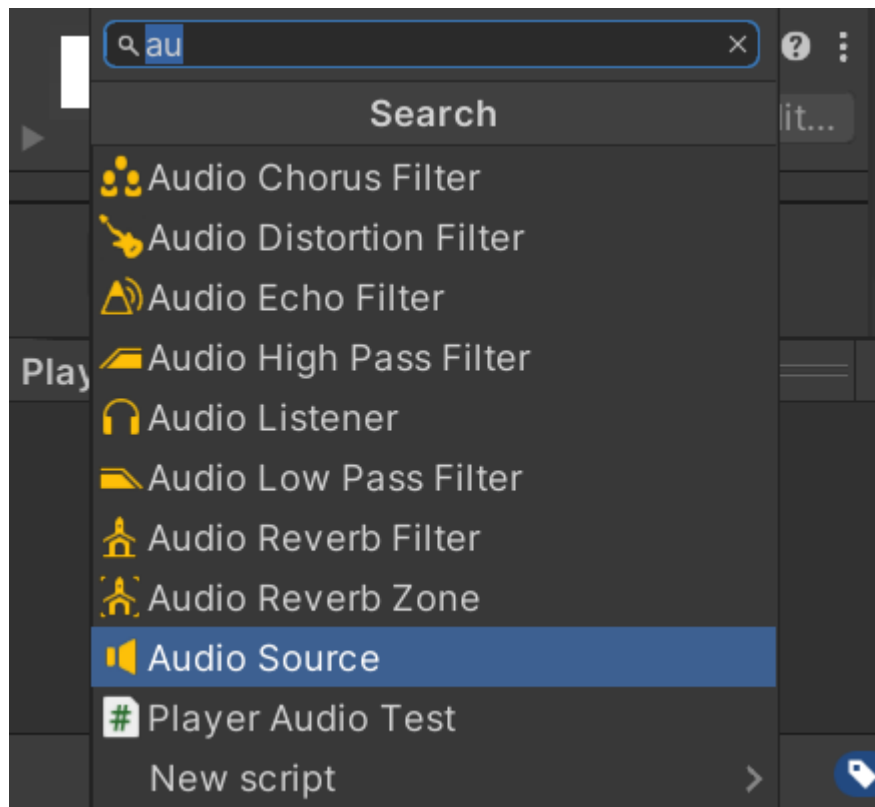 au
Search
lit...
Audio Chorus Filter
Audio Distortion Filter
Audio Echo Filter
Audio High Pass Filter
Play
Audio Listener
Audio Low Pass Filter
Audio Reverb Filter
Audio Reverb Zone
Audio Source
# Player Audio Test
New script